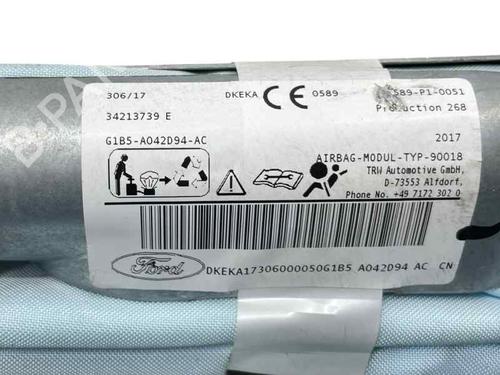 306/17
DKEKA CE 0589
589-P1-0051
34213739 E
Production 268
G1B5-A042D94-AC
2017
AIRBAG-MODUL-TYP-90018
TRW Automotive GmbH,
D-73553 Alfdorf,
Phone No. +49 7172 302 0
Ford
DKEKA17306000050G1B5 A042D94 AC CN